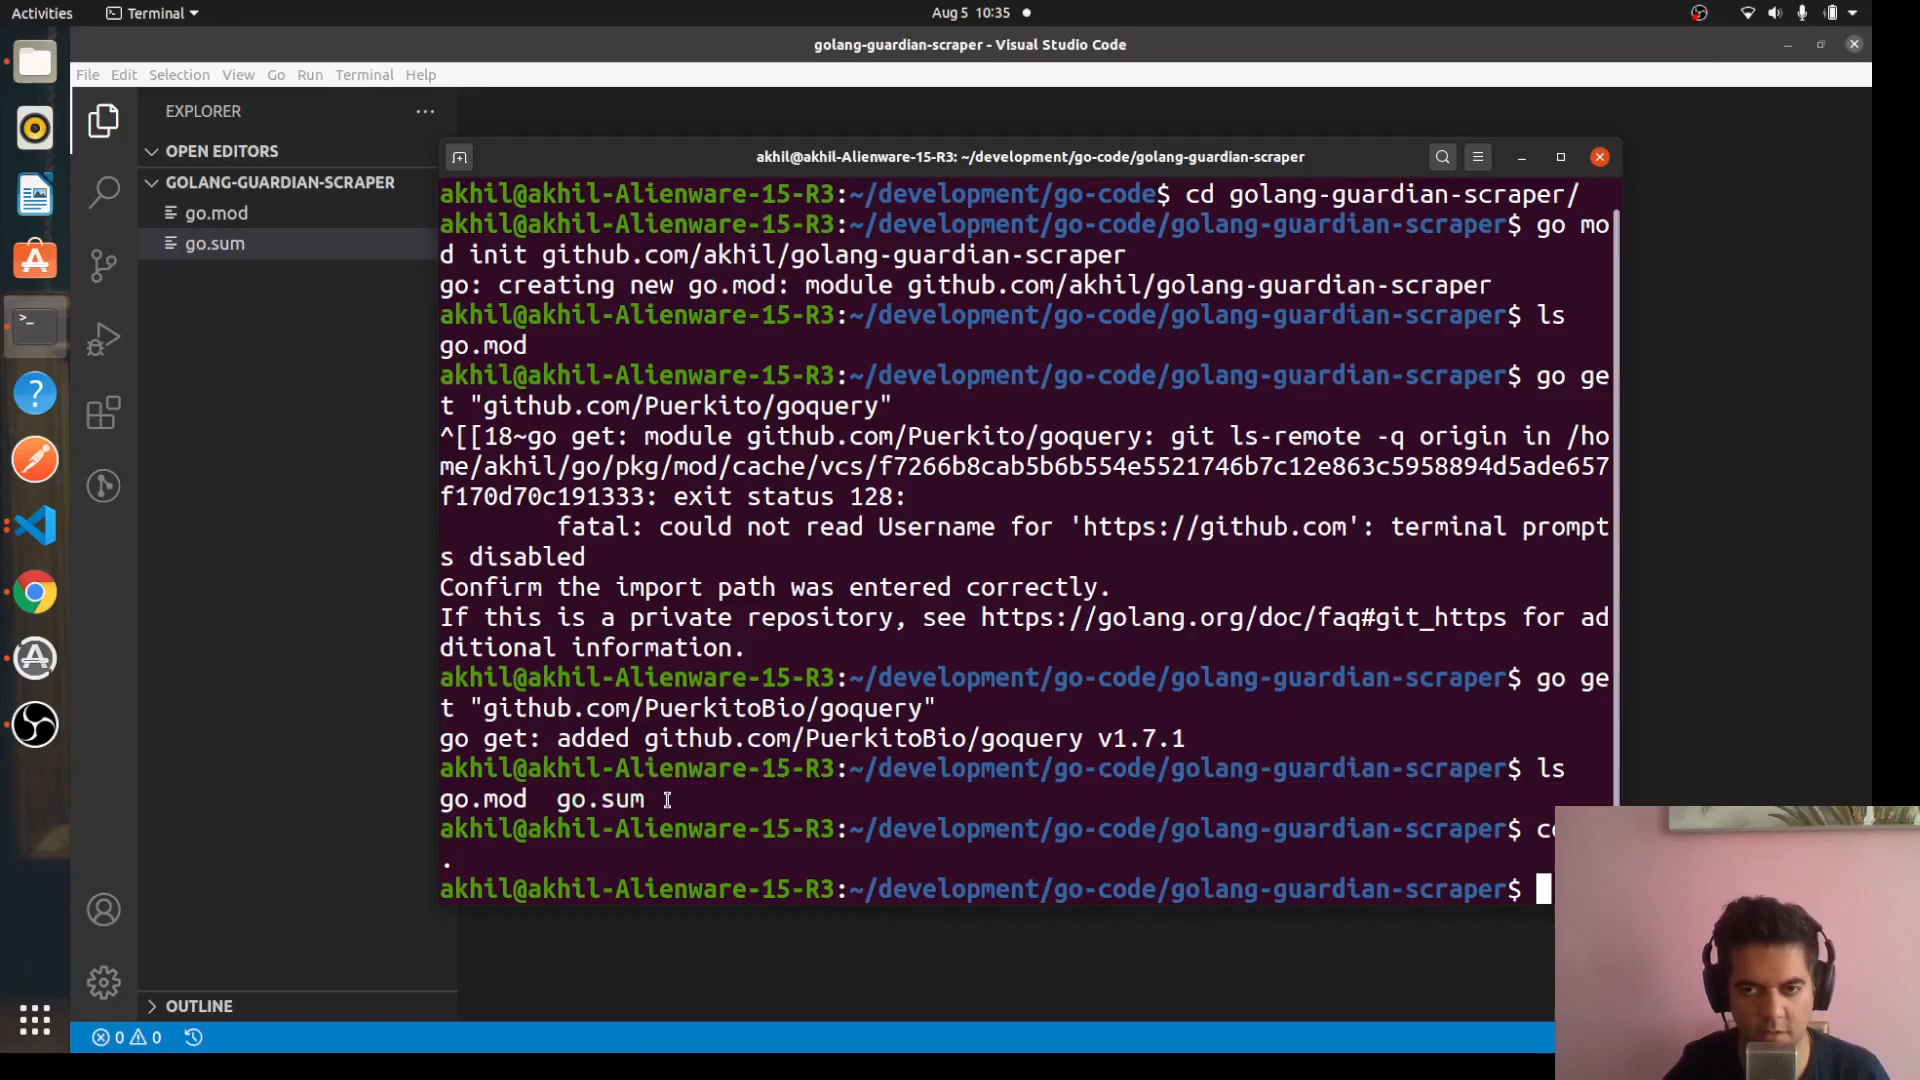 Activities
Terminal
Aug 5 10:35
golang-guardian-scraper - Visual Studio Code
File Edit Selection View Go Run Terminal Help
EXPLORER
OPEN EDITORS
GOLANG-GUARDIAN-SCRAPER
go.mod
go.sum
OUTLINE
0 0
akhil@akhil-Alienware-15-R3: ~/development/go-code/golang-guardian-scraper
akhil@akhil-Alienware-15-R3:~/development/go-code$ cd golang-guardian-scraper/
akhil@akhil-Alienware-15-R3:~/development/go-code/golang-guardian-scraper$ go mo
d init github.com/akhil/golang-guardian-scraper
go: creating new go.mod: module github.com/akhil/golang-guardian-scraper
akhil@akhil-Alienware-15-R3:~/development/go-code/golang-guardian-scraper$ ls
go.mod
akhil@akhil-Alienware-15-R3:~/development/go-code/golang-guardian-scraper$ go ge
t "github.com/Puerkito/goquery"
^[[18~go get: module github.com/Puerkito/goquery: git ls-remote -q origin in /ho
me/akhil/go/pkg/mod/cache/vcs/f7266b8cab5b6b554e5521746b7c12e863c5958894d5ade657
f170d70c191333: exit status 128:
fatal: could not read Username for 'https://github.com': terminal prompt
s disabled
Confirm the import path was entered correctly.
If this is a private repository, see https://golang.org/doc/faq#git_https for ad
ditional information.
akhil@akhil-Alienware-15-R3:~/development/go-code/golang-guardian-scraper$ go ge
t "github.com/PuerkitoBio/goquery"
go get: added github.com/PuerkitoBio/goquery v1.7.1
akhil@akhil-Alienware-15-R3:~/development/go-code/golang-guardian-scraper$ ls
go.mod go.sum
akhil@akhil-Alienware-15-R3:~/development/go-code/golang-guardian-scraper$ co
.
akhil@akhil-Alienware-15-R3:~/development/go-code/golang-guardian-scraper$